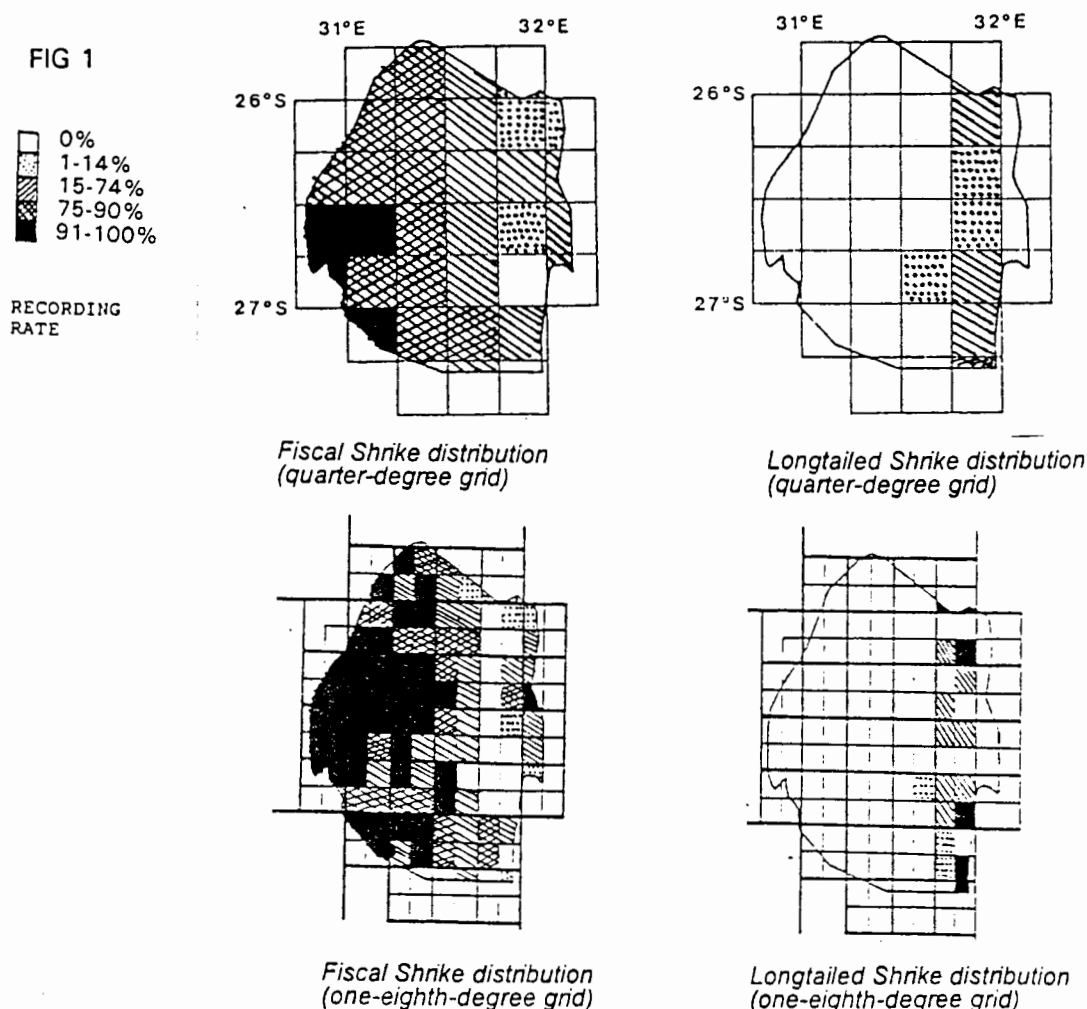 FIG 1
0%
1-14%
15-74%
75-90%
91-100%
RECORDING
RATE
31°E 32°E
26°S
27°S
Fiscal Shrike distribution
(quarter-degree grid)
31°E 32°E
26°S
27°S
Longtailed Shrike distribution
(quarter-degree grid)
Fiscal Shrike distribution
(one-eighth-degree grid)
Longtailed Shrike distribution
(one-eighth-degree grid)